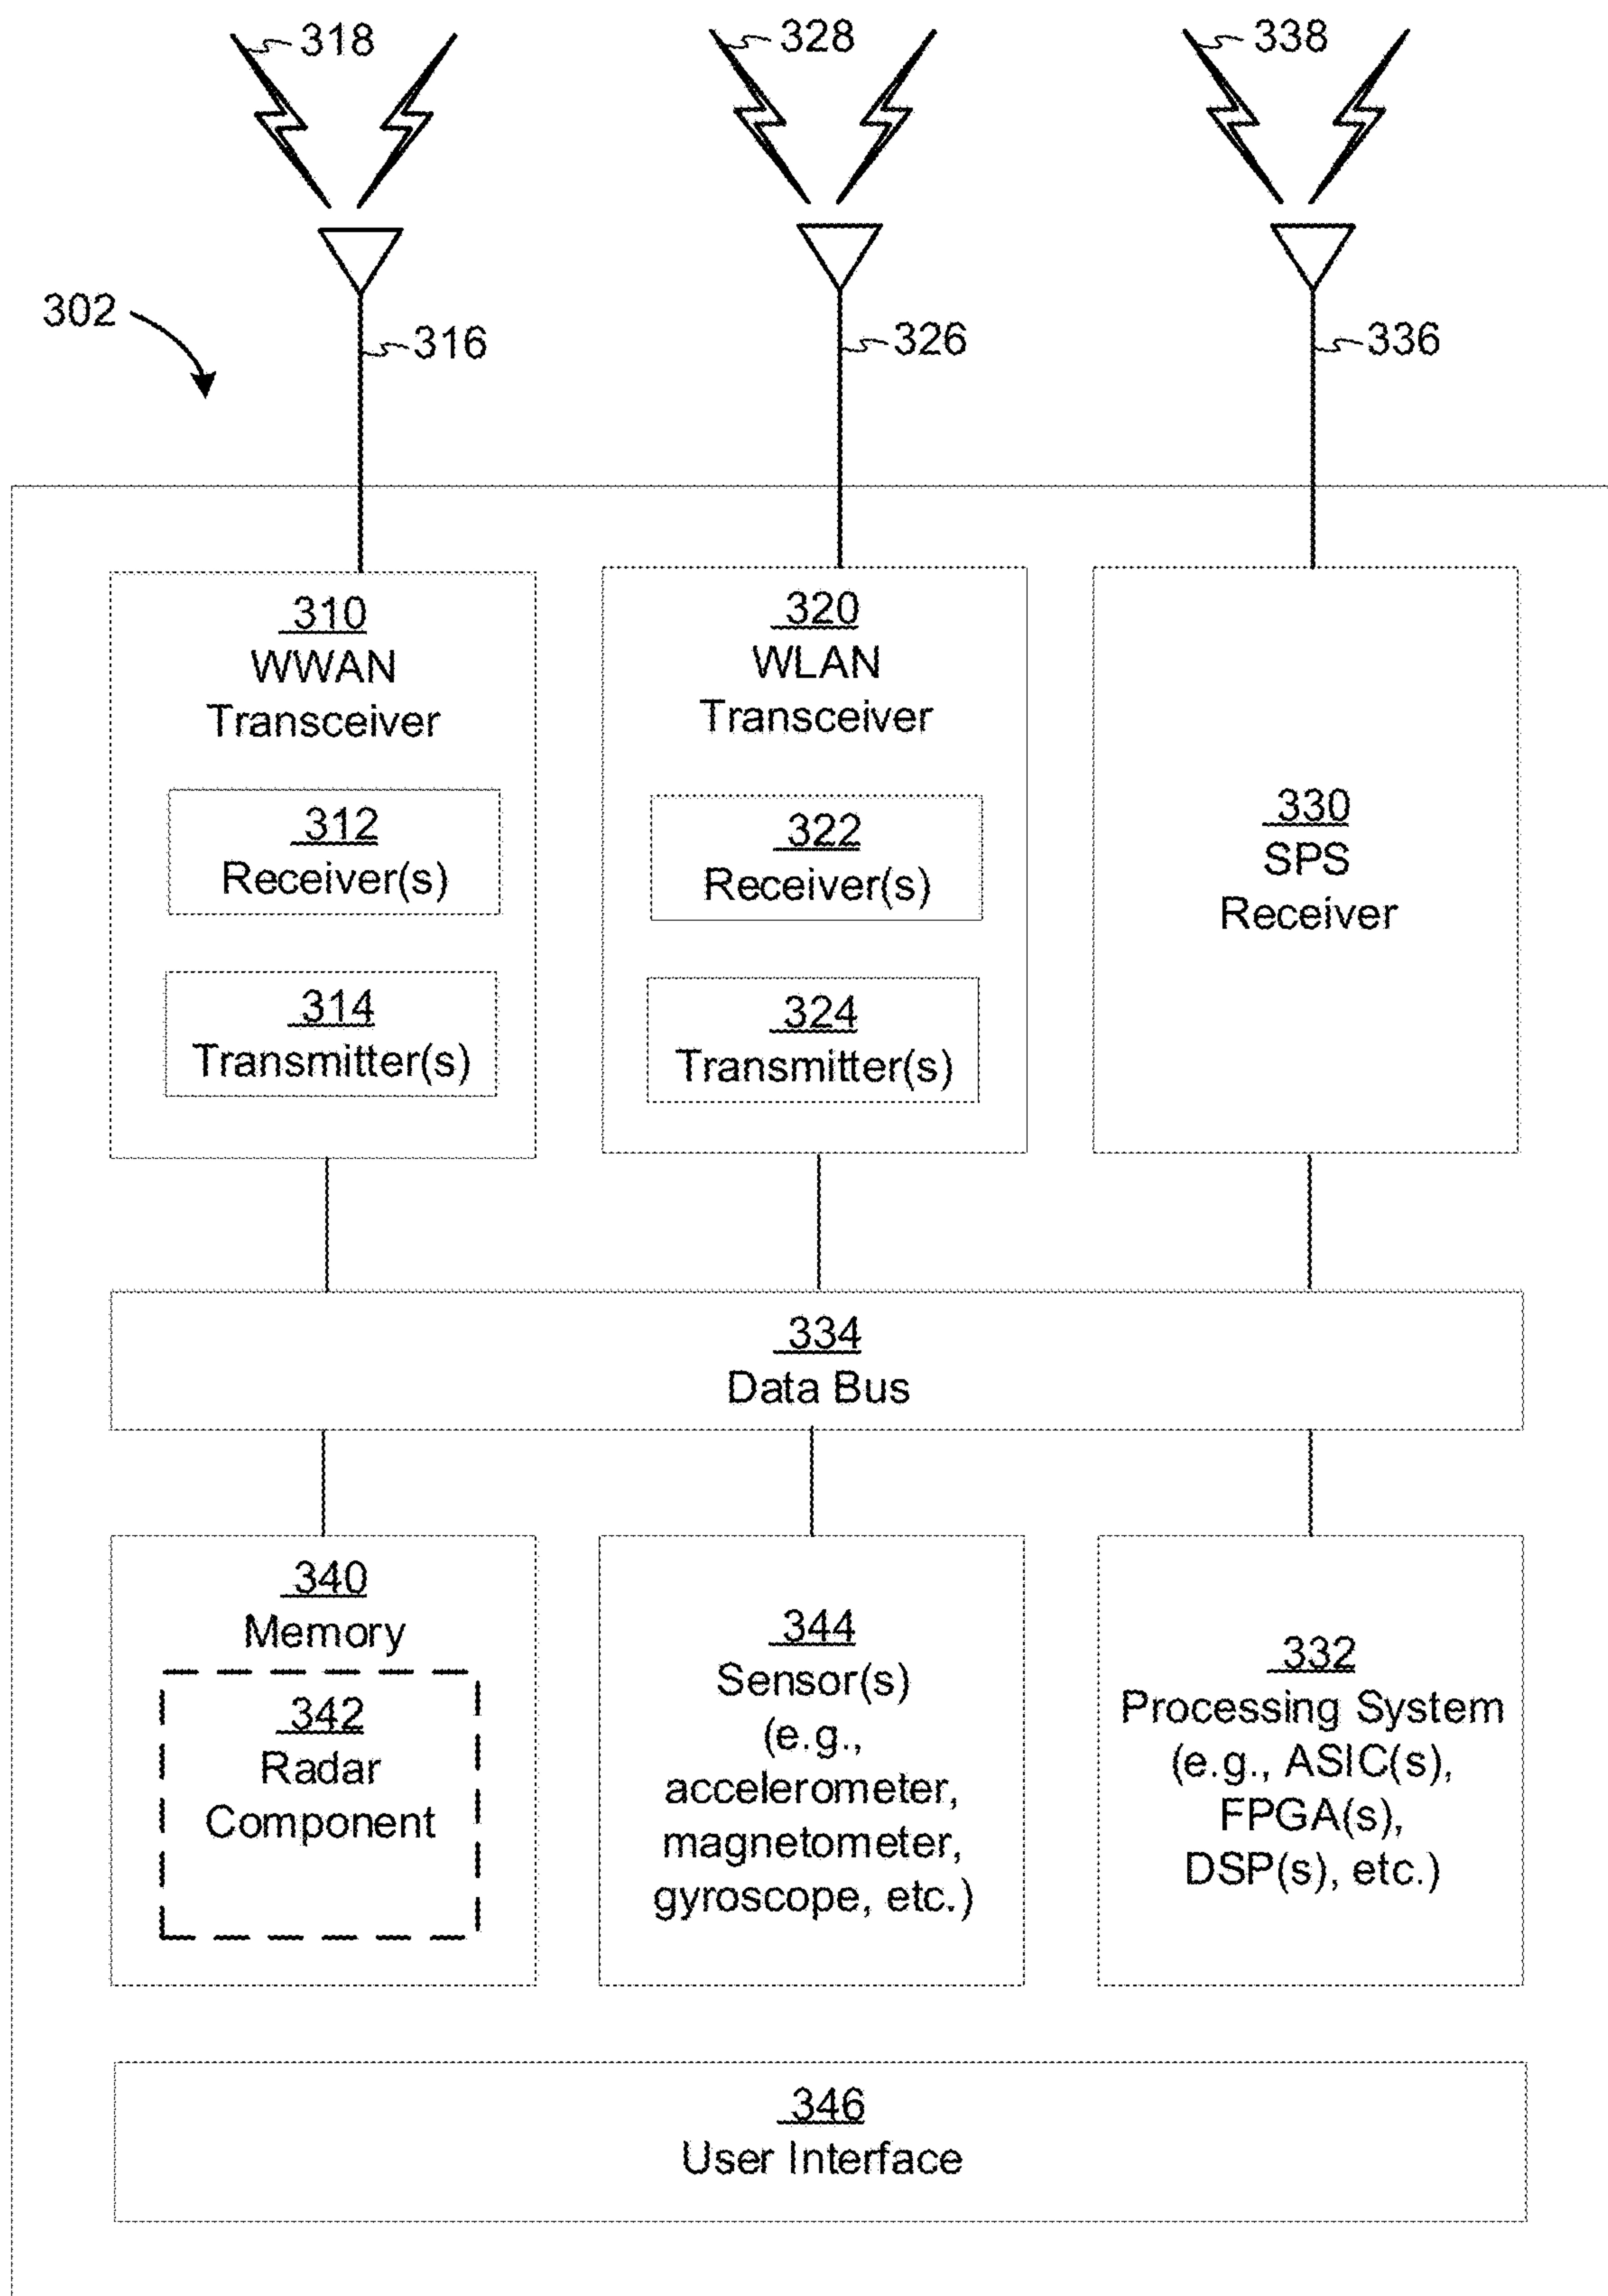 318
328
338
302
316
326
336
310
WWAN
Transceiver
312
Receiver(s)
314
Transmitter(s)
320
WLAN
Transceiver
322
Receiver(s)
324
Transmitter(s)
330
SPS
Receiver
334
Data Bus
340
Memory
342
Radar
Component
344
Sensor(s)
(e.g.,
accelerometer,
magnetometer,
gyroscope, etc.)
332
Processing System
(e.g., ASIC(s),
FPGA(s),
DSP(s), etc.)
346
User Interface